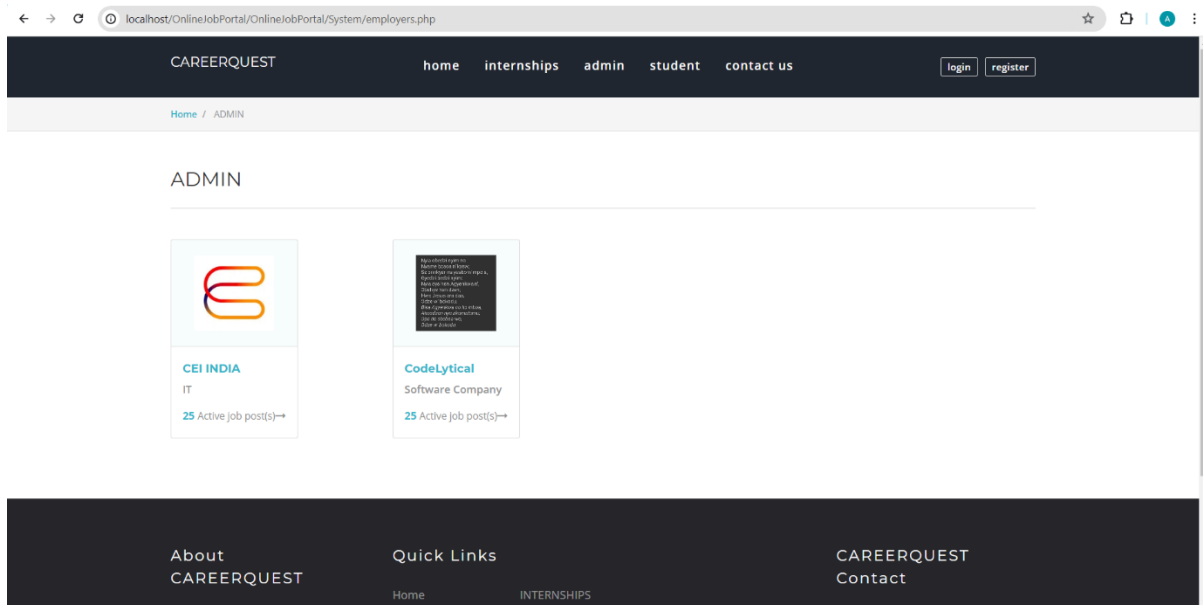 localhost/OnlineJobPortal/OnlineJobPortal/System/employers.php
A
CAREERQUEST
home internships admin student contact us
login register
Home / ADMIN
ADMIN
CEI INDIA
IT
25 Active job post(s)→
CodeLytical
Software Company
25 Active job post(s)→
About
CAREERQUEST
Quick Links
Home INTERNSHIPS
CAREERQUEST
Contact